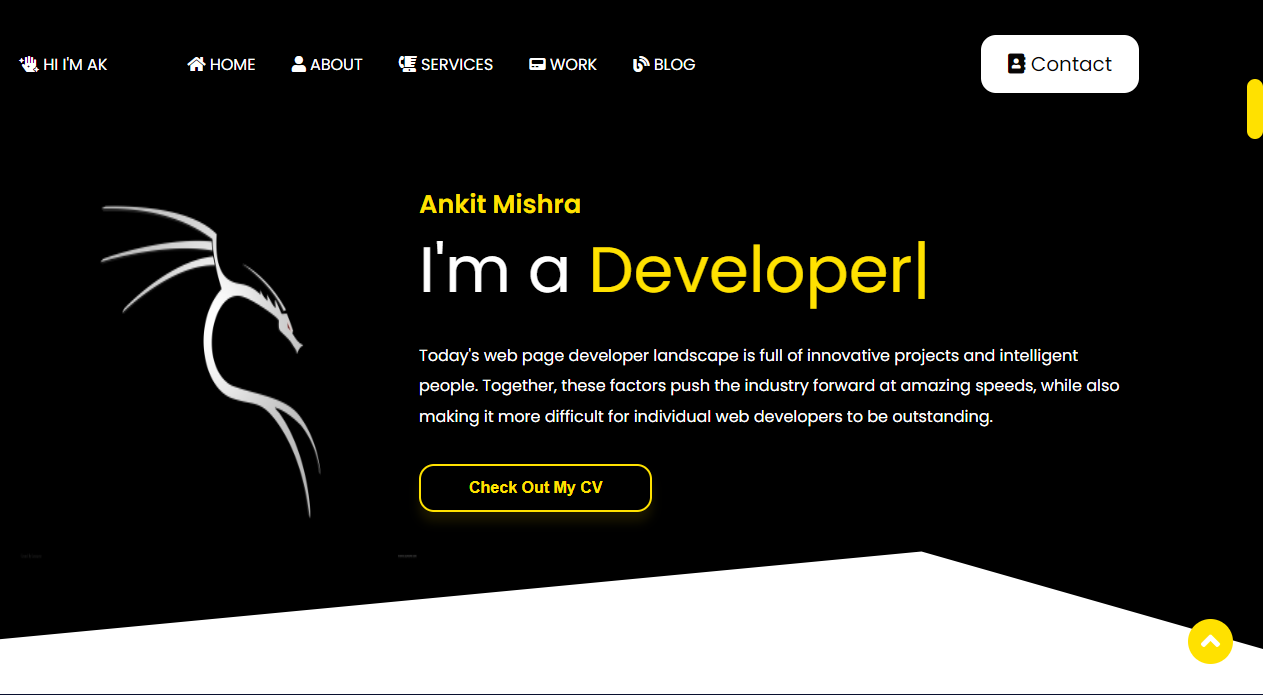 HI I'M AK HOME ABOUT SERVICES WORK BLOG Contact
Ankit Mishra
I'm a Developer|
Today's web page developer landscape is full of innovative projects and intelligent
people. Together, these factors push the industry forward at amazing speeds, while also
making it more difficult for individual web developers to be outstanding.
Check Out My CV